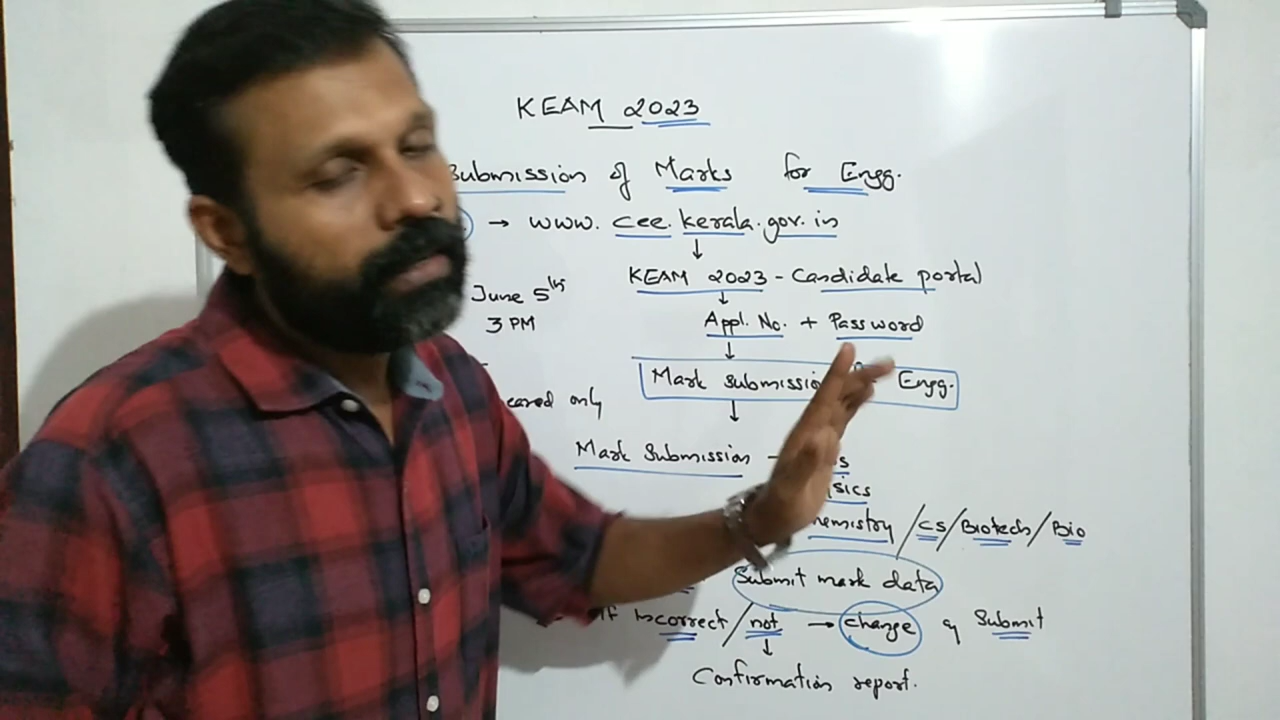 KEAM 2023
Submission of Marks for Engg.
→ www.cee.kerala.gov.in
↓
KEAM 2023 - Candidate portal
↓
June 5th
3 PM
Appl. No. + Password
↓
Mark submission Engg.
only
↓
Mark Submission -
/CS/Biotech/Bio
Submit mark data
If /not → change & Submit
↓
Confirmation report.